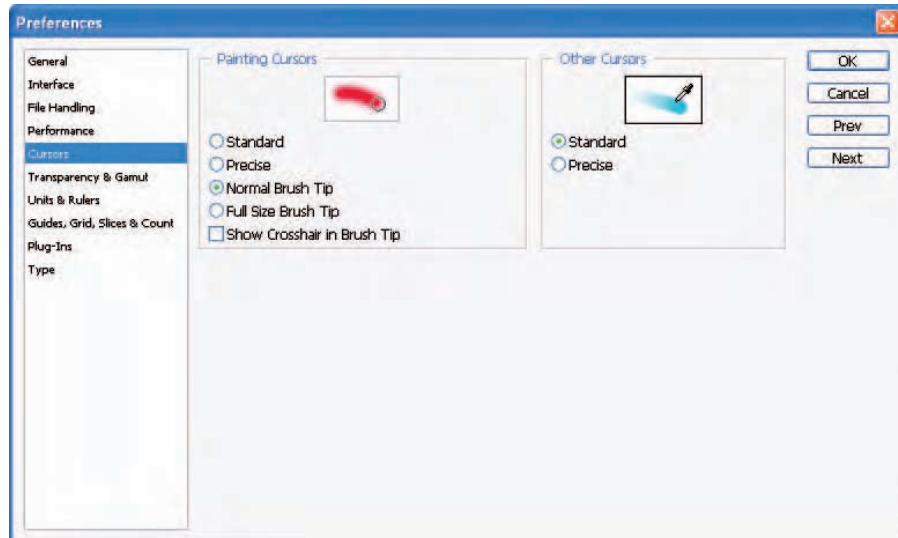 Preferences
General
Interface
File Handling
Performance
Cursors
Transparency & Gamut
Units & Rulers
Guides, Grid, Slices & Count
Plug-Ins
Type
Painting Cursors
Standard
Precise
Normal Brush Tip
Full Size Brush Tip
Show Crosshair in Brush Tip
Other Cursors
Standard
Precise
OK
Cancel
Prev
Next